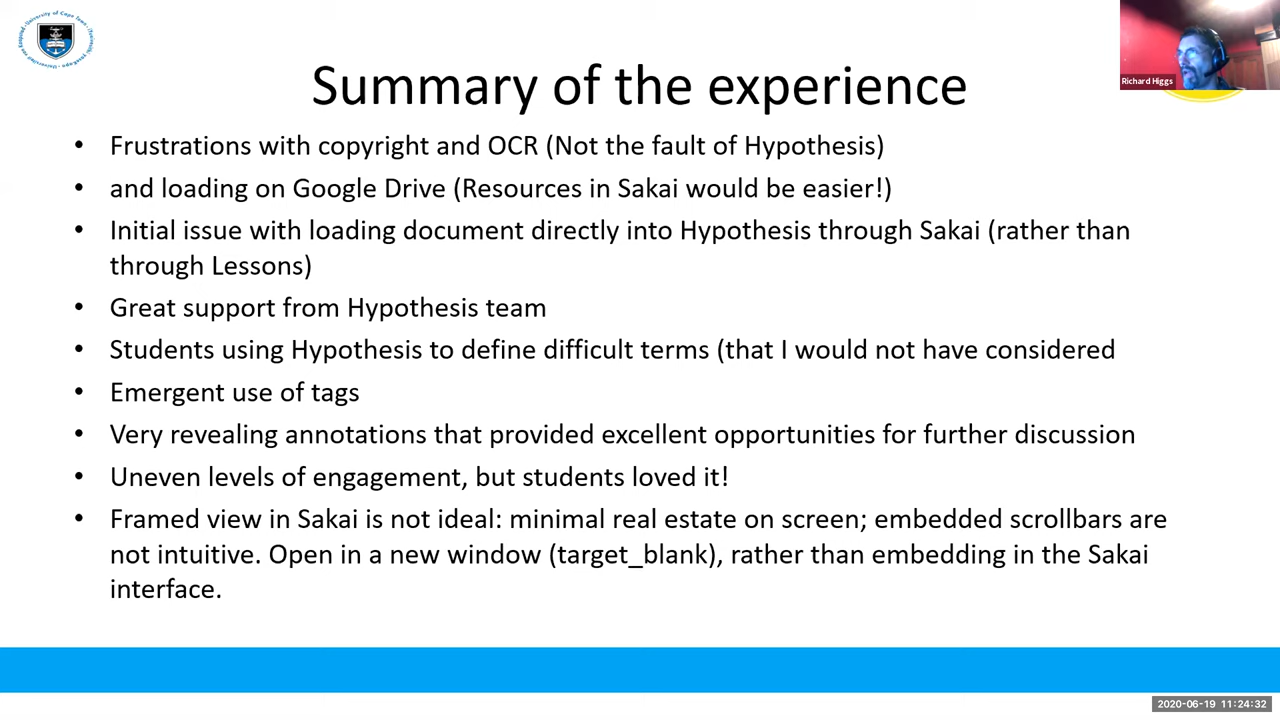 Richard Higgs
Summary of the experience
• Frustrations with copyright and OCR (Not the fault of Hypothesis)
• and loading on Google Drive (Resources in Sakai would be easier!)
• Initial issue with loading document directly into Hypothesis through Sakai (rather than
through Lessons)
• Great support from Hypothesis team
• Students using Hypothesis to define difficult terms (that I would not have considered
• Emergent use of tags
• Very revealing annotations that provided excellent opportunities for further discussion
• Uneven levels of engagement, but students loved it!
• Framed view in Sakai is not ideal: minimal real estate on screen; embedded scrollbars are
not intuitive. Open in a new window (target_blank), rather than embedding in the Sakai
interface.
2020-06-19 11:24:32